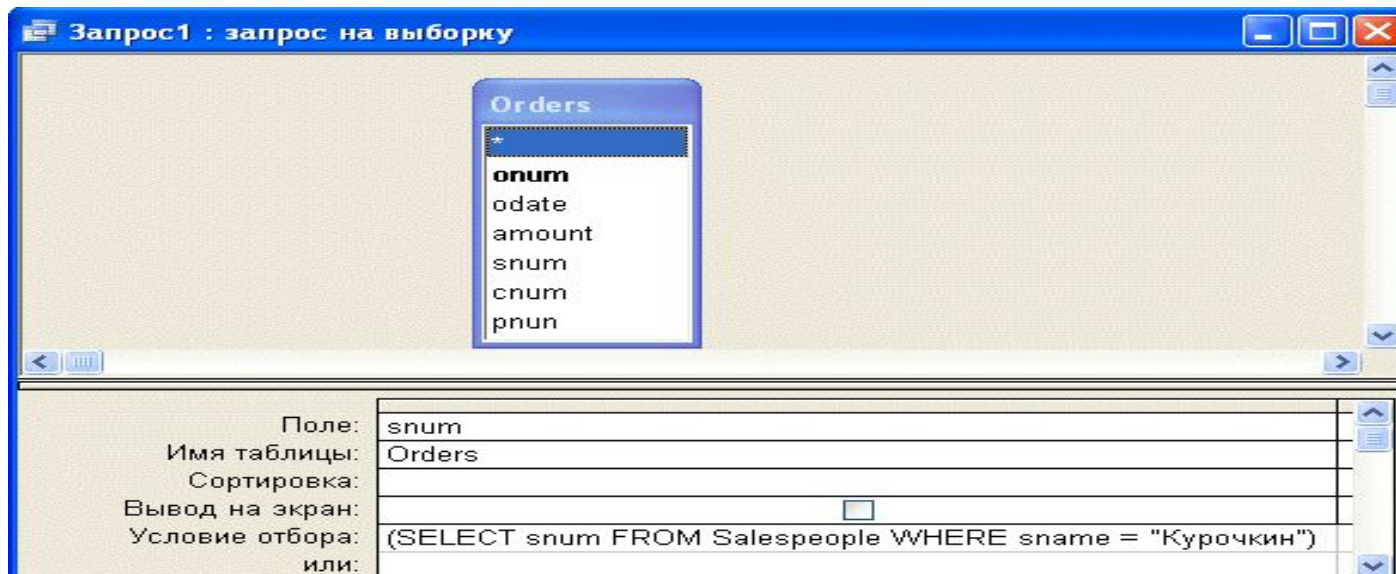 Запрос1 : запрос на выборку
Orders
*
onum
odate
amount
snum
cnum
pnun
Поле: snum
Имя таблицы: Orders
Сортировка:
Вывод на экран:
Условие отбора: (SELECT snum FROM Salespeople WHERE sname = "Курочкин")
или: